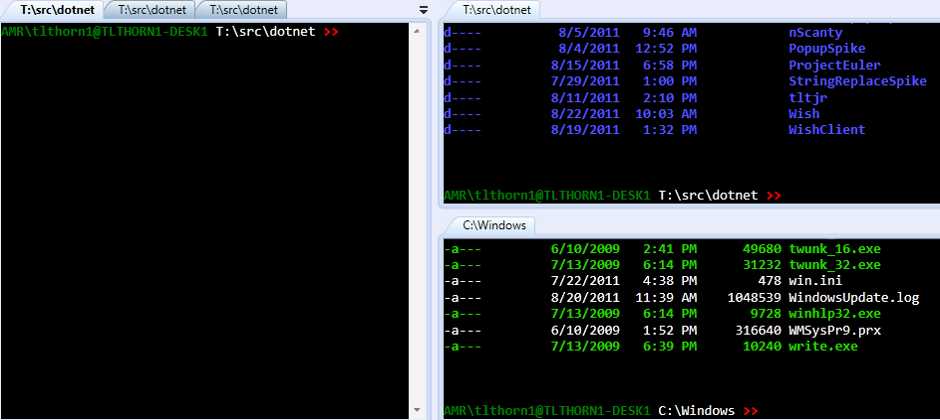 T:\src\dotnet T:\src\dotnet T:\src\dotnet
AMR\tlthorn1@TLTHORN1-DESK1 T:\src\dotnet >>
T:\src\dotnet
d---- 8/5/2011 9:46 AM nScanty
d---- 8/4/2011 12:52 PM PopupSpike
d---- 8/15/2011 6:58 PM ProjectEuler
d---- 7/29/2011 1:00 PM StringReplaceSpike
d---- 8/11/2011 2:10 PM tltjr
d---- 8/22/2011 10:03 AM Wish
d---- 8/19/2011 1:32 PM WishClient
AMR\tlthorn1@TLTHORN1-DESK1 T:\src\dotnet >>
C:\Windows
-a--- 6/10/2009 2:41 PM 49680 twunk_16.exe
-a--- 7/13/2009 6:14 PM 31232 twunk_32.exe
-a--- 7/22/2011 4:38 PM 478 win.ini
-a--- 8/20/2011 11:39 AM 1048539 WindowsUpdate.log
-a--- 7/13/2009 6:14 PM 9728 winhlp32.exe
-a--- 6/10/2009 1:52 PM 316640 WMSysPr9.prx
-a--- 7/13/2009 6:39 PM 10240 write.exe
AMR\tlthorn1@TLTHORN1-DESK1 C:\Windows >>